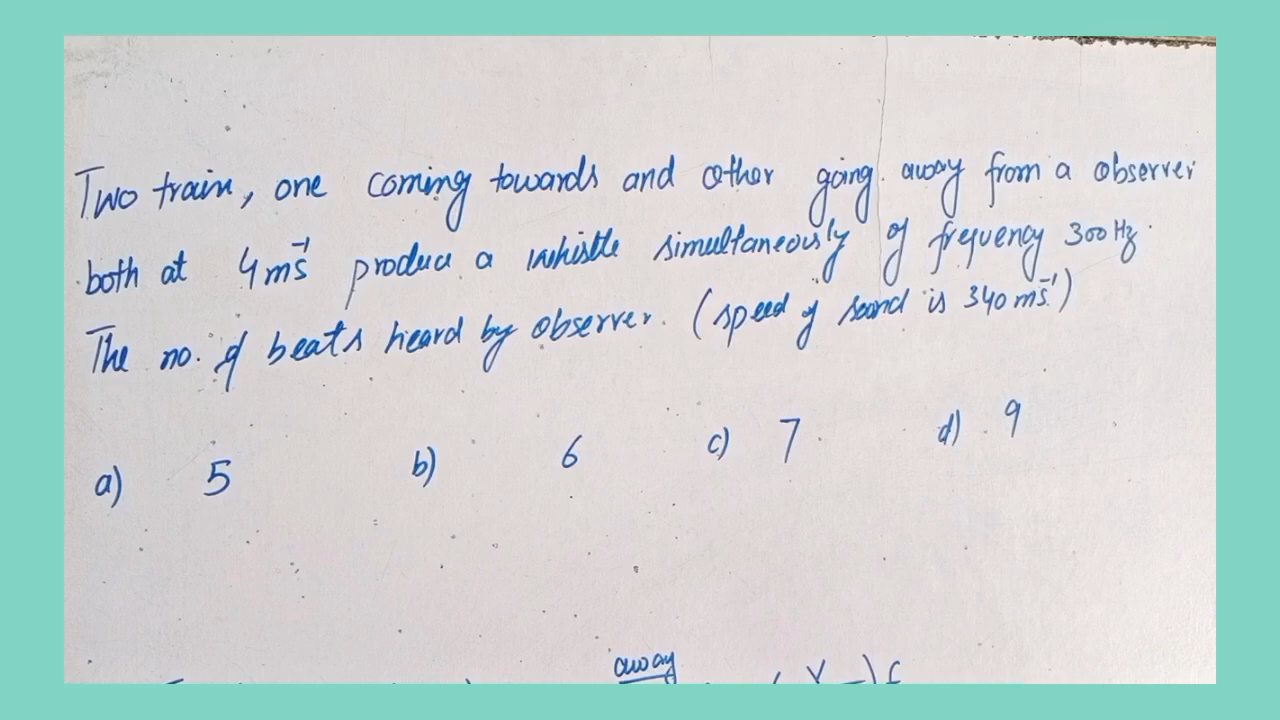 Two train, one coming towards and other going away from a observer
both at 4 ms⁻¹ produce a whistle simultaneously of frequency 300 Hz.
The no. of beats heard by observer. (speed of sound is 340 ms⁻¹)
a) 5 b) 6 c) 7 d) 9
away